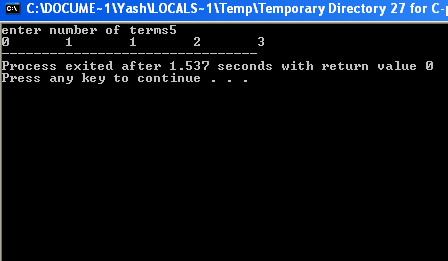 C:\DOCUME~1\Yash\LOCALS~1\Temp\Temporary Directory 27 for C-p
enter number of terms5
0 1 1 2 3
--------------------------------
Process exited after 1.537 seconds with return value 0
Press any key to continue . . .